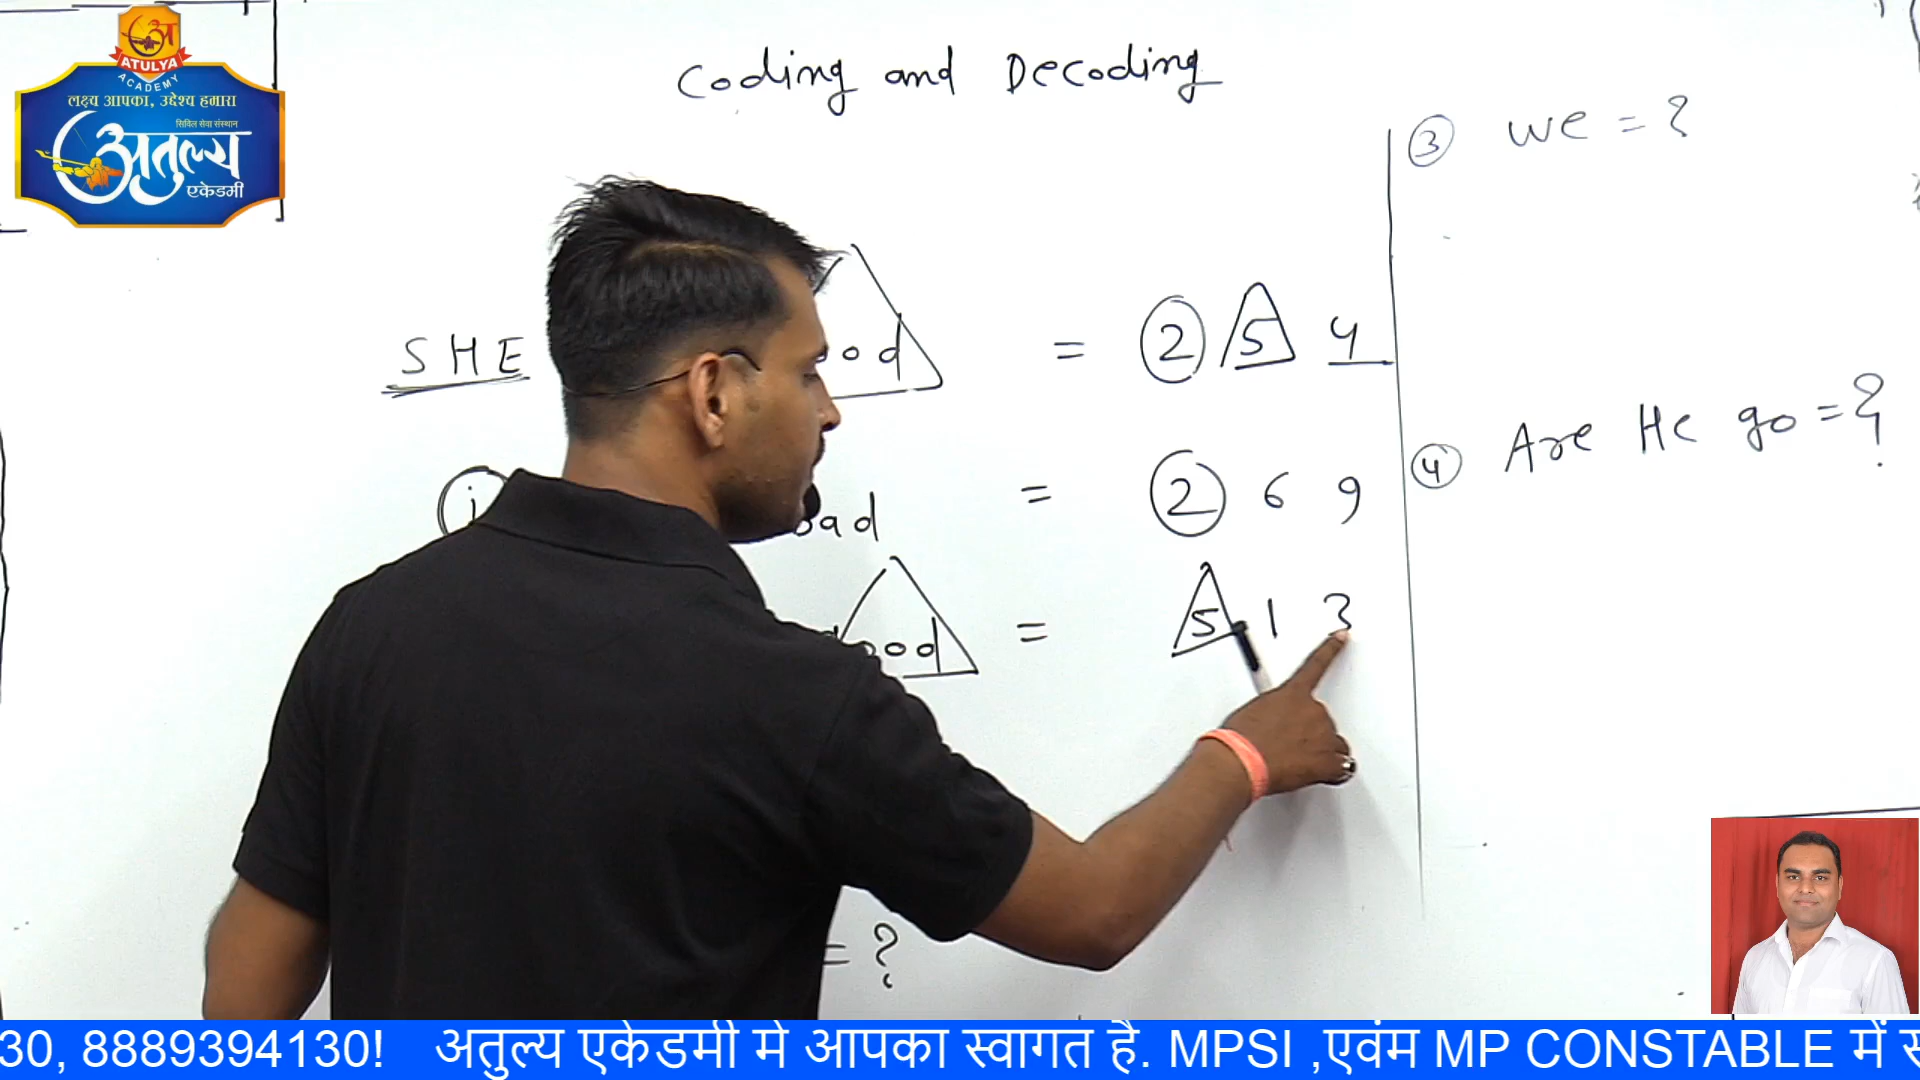 ATULYA
ACADEMY
लक्ष्य आपका, उद्देश्य हमारा
सिविल सेवा संस्थान
अतुल्य
एकेडमी
Coding and Decoding
③ we = ?
SHE = 2 5 4
④ Are He go = ?
i bad = 2 6 9
= 5 1 3
= ?
30, 8889394130! अतुल्य एकेडमी मे आपका स्वागत है. MPSI ,एवंम MP CONSTABLE में